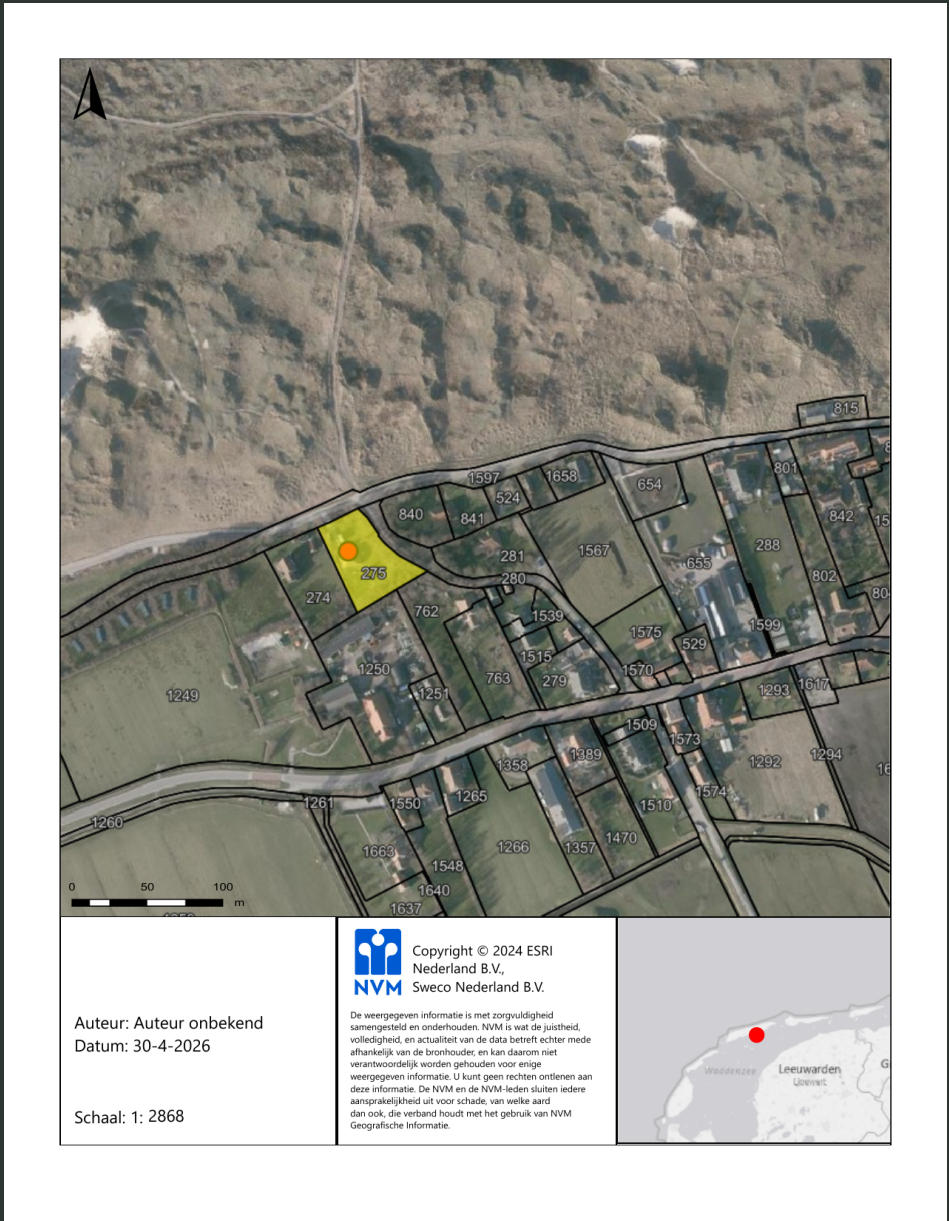 815
801
1597
1658
654
524
840
841
842
288
1567
281
655
275
280
802
274
762
1539
1599
1575
529
1515
1250
1570
763
279
1293
1617
1249
1251
1509
1573
1389
1292
1294
1358
1574
1265
1261
1550
1510
1260
1470
1266
1357
1663
1548
1640
1637
0 50 100
m
Auteur: Auteur onbekend
Datum: 30-4-2026
Schaal: 1: 2868
NVM
Copyright © 2024 ESRI
Nederland B.V.,
Sweco Nederland B.V.
De weergegeven informatie is met zorgvuldigheid
samengesteld en onderhouden. NVM is wat de juistheid,
volledigheid, en actualiteit van de data betreft echter mede
afhankelijk van de bronhouder, en kan daarom niet
verantwoordelijk worden gehouden voor enige
weergegeven informatie. U kunt geen rechten ontlenen aan
deze informatie. De NVM en de NVM-leden sluiten iedere
aansprakelijkheid uit voor schade, van welke aard
dan ook, die verband houdt met het gebruik van NVM
Geografische Informatie.
Waddenzee
Leeuwarden
Ljouwert